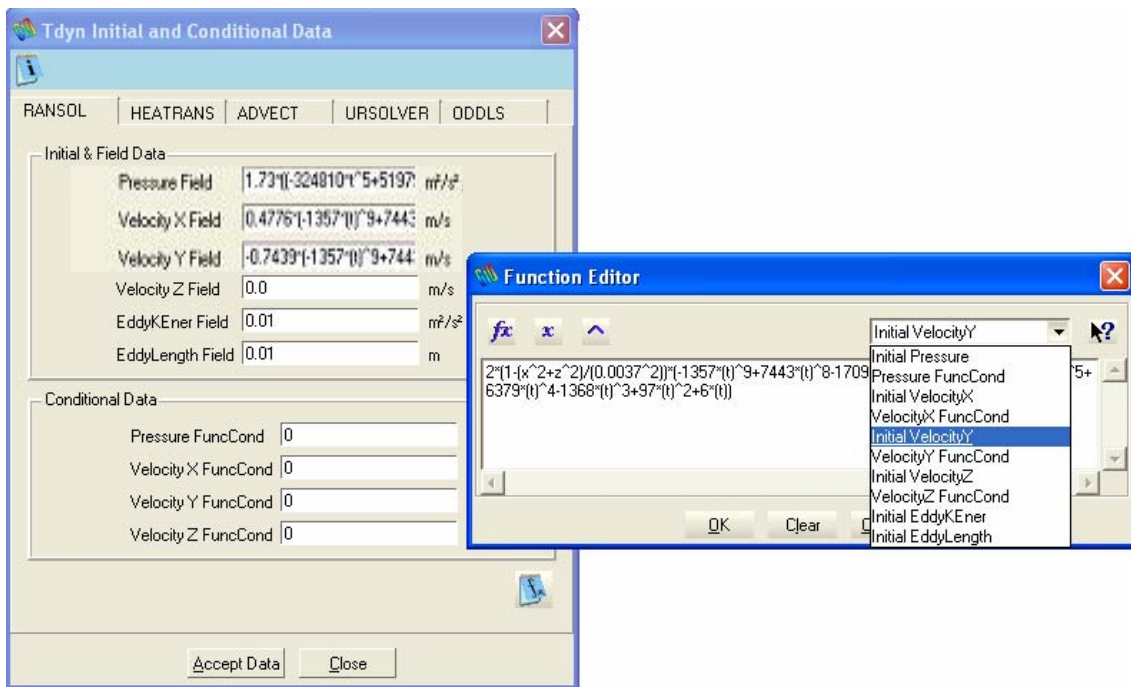 Tdyn Initial and Conditional Data
RANSOL HEATRANS ADVECT URSOLVER ODDLS
Initial & Field Data
Pressure Field 1.73*((-324810*t^5+5197 m²/s²
Velocity X Field 0.4776*(-1357*(t)^9+744 m/s
Velocity Y Field -0.7439*(-1357*(t)^9+744 m/s
Velocity Z Field 0.0 m/s
EddyKEner Field 0.01 m²/s²
EddyLength Field 0.01 m
Conditional Data
Pressure FuncCond 0
Velocity X FuncCond 0
Velocity Y FuncCond 0
Velocity Z FuncCond 0
Accept Data Close
Function Editor
fx x ^ Initial VelocityY ?
2*(1-(x^2+z^2)/(0.0037^2))*(-1357*(t)^9+7443*(t)^8-1709 ^5+
6379*(t)^4-1368*(t)^3+97*(t)^2+6*(t))
Initial Pressure
Pressure FuncCond
Initial VelocityX
VelocityX FuncCond
Initial VelocityY
VelocityY FuncCond
Initial VelocityZ
VelocityZ FuncCond
Initial EddyKEner
Initial EddyLength
OK Clear